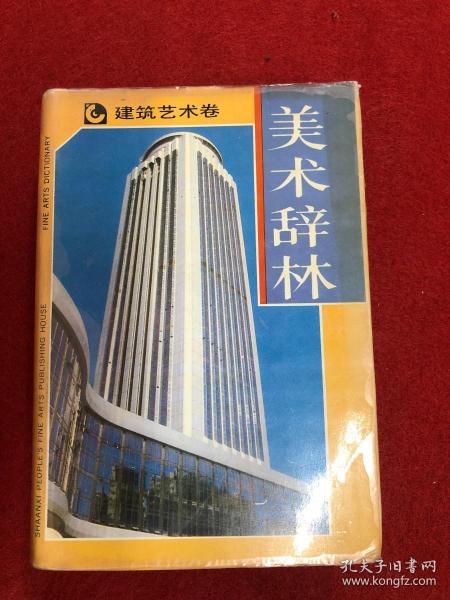 建筑艺术卷
美术辞林
FINE ARTS DICTIONARY
SHAANXI PEOPLE'S FINE ARTS PUBLISHING HOUSE
孔夫子旧书网
www.kongfz.com